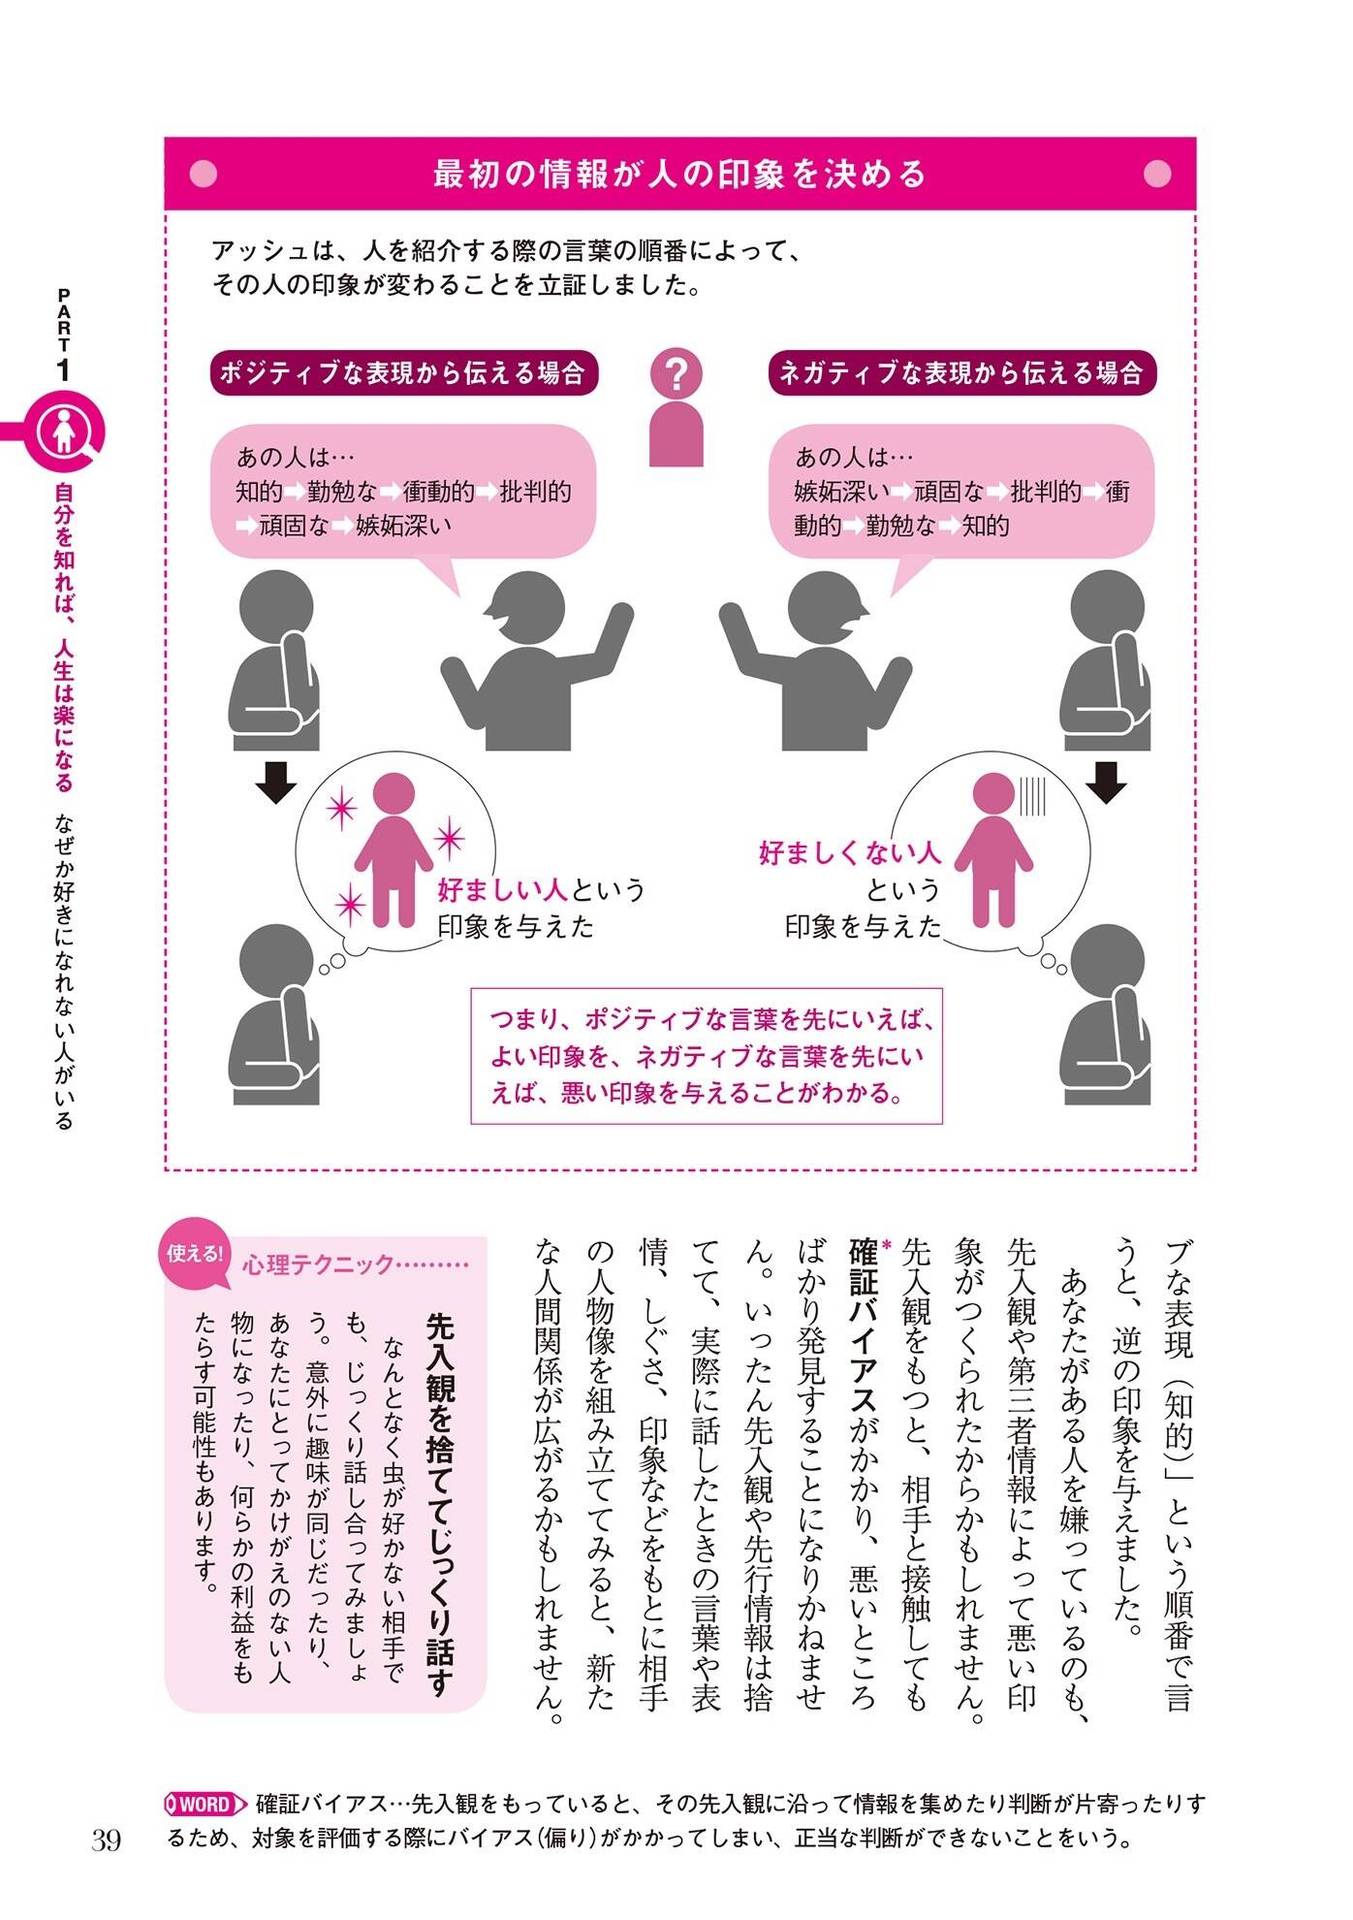 最初の情報が人の印象を決める
アッシュは、人を紹介する際の言葉の順番によって、
その人の印象が変わることを立証しました。
ポジティブな表現から伝える場合
?
ネガティブな表現から伝える場合
あの人は…
知的➡勤勉な➡衝動的➡批判的
➡頑固な➡嫉妬深い
あの人は…
嫉妬深い➡頑固な➡批判的➡衝
動的➡勤勉な➡知的
好ましい人という
印象を与えた
好ましくない人
という
印象を与えた
つまり、ポジティブな言葉を先にいえば、
よい印象を、ネガティブな言葉を先にい
えば、悪い印象を与えることがわかる。
PART 1
自分を知れば、人生は楽になる なぜか好きになれない人がいる
ブな表現（知的）」という順番で言
うと、逆の印象を与えました。
あなたがある人を嫌っているのも、
先入観や第三者情報によって悪い印
象がつくられたからかもしれません。
先入観をもつと、相手と接触しても
*確証バイアスがかかり、悪いところ
ばかり発見することになりかねませ
ん。いったん先入観や先行情報は捨
てて、実際に話したときの言葉や表
情、しぐさ、印象などをもとに相手
の人物像を組み立ててみると、新た
な人間関係が広がるかもしれません。
使える!
心理テクニック………
先入観を捨ててじっくり話す
なんとなく虫が好かない相手で
も、じっくり話し合ってみましょ
う。意外に趣味が同じだったり、
あなたにとってかけがえのない人
物になったり、何らかの利益をも
たらす可能性もあります。
WORD 確証バイアス…先入観をもっていると、その先入観に沿って情報を集めたり判断が片寄ったりす
るため、対象を評価する際にバイアス（偏り）がかかってしまい、正当な判断ができないことをいう。
39